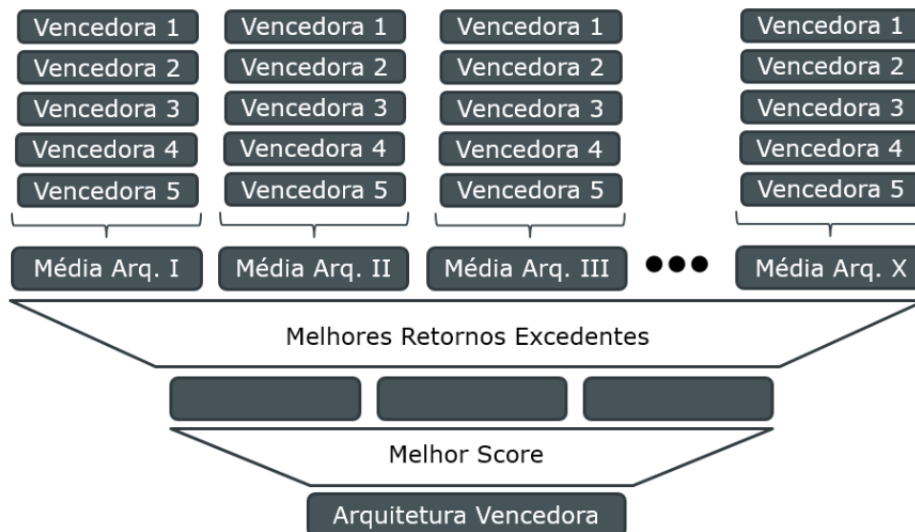 Vencedora 1 Vencedora 1 Vencedora 1 Vencedora 1
Vencedora 2 Vencedora 2 Vencedora 2 Vencedora 2
Vencedora 3 Vencedora 3 Vencedora 3 Vencedora 3
Vencedora 4 Vencedora 4 Vencedora 4 Vencedora 4
Vencedora 5 Vencedora 5 Vencedora 5 Vencedora 5
Média Arq. I Média Arq. II Média Arq. III ●●● Média Arq. X
Melhores Retornos Excedentes
Melhor Score
Arquitetura Vencedora